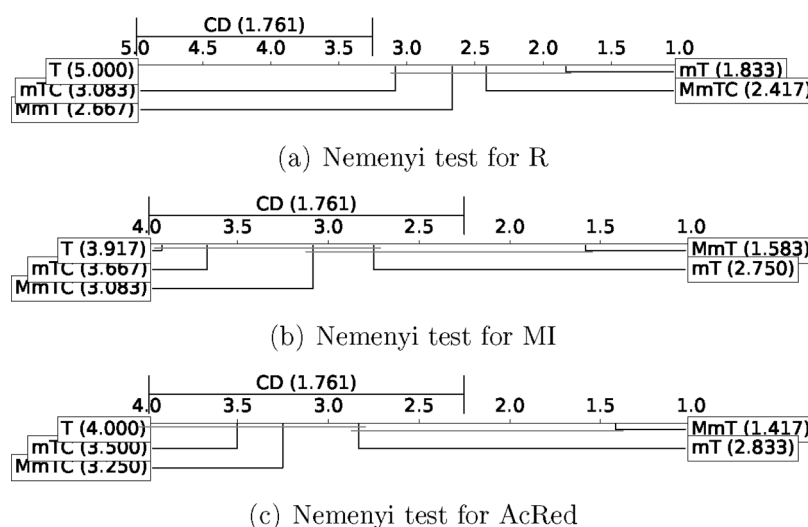 CD (1.761)
5.0 4.5 4.0 3.5 3.0 2.5 2.0 1.5 1.0
T (5.000) mT (1.833)
mTC (3.083) MmTC (2.417)
MmT (2.667)
(a) Nemenyi test for R
CD (1.761)
4.0 3.5 3.0 2.5 2.0 1.5 1.0
T (3.917) MmT (1.583)
mTC (3.667) mT (2.750)
MmTC (3.083)
(b) Nemenyi test for MI
CD (1.761)
4.0 3.5 3.0 2.5 2.0 1.5 1.0
T (4.000) MmT (1.417)
mTC (3.500) mT (2.833)
MmTC (3.250)
(c) Nemenyi test for AcRed